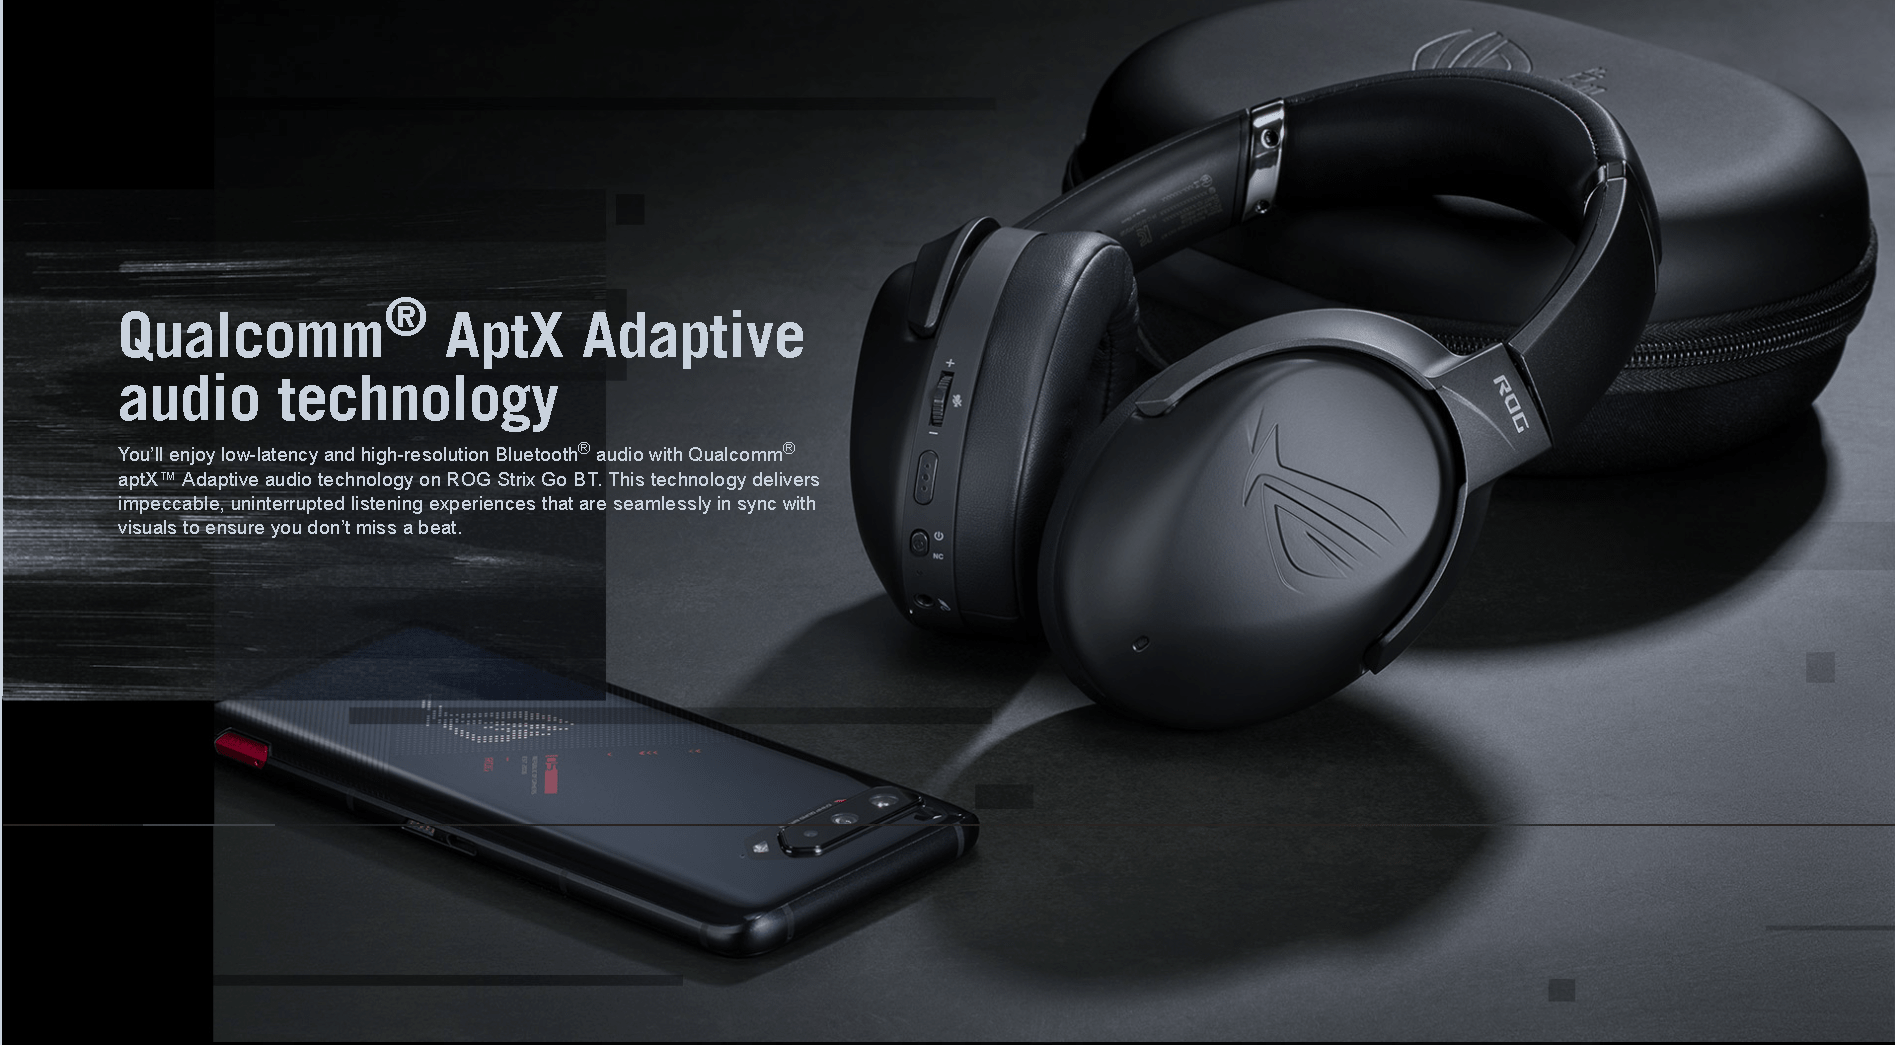 Qualcomm® AptX Adaptive
audio technology
You’ll enjoy low-latency and high-resolution Bluetooth® audio with Qualcomm®
aptX™ Adaptive audio technology on ROG Strix Go BT. This technology delivers
impeccable, uninterrupted listening experiences that are seamlessly in sync with
visuals to ensure you don’t miss a beat.
ROG
+
−
NC